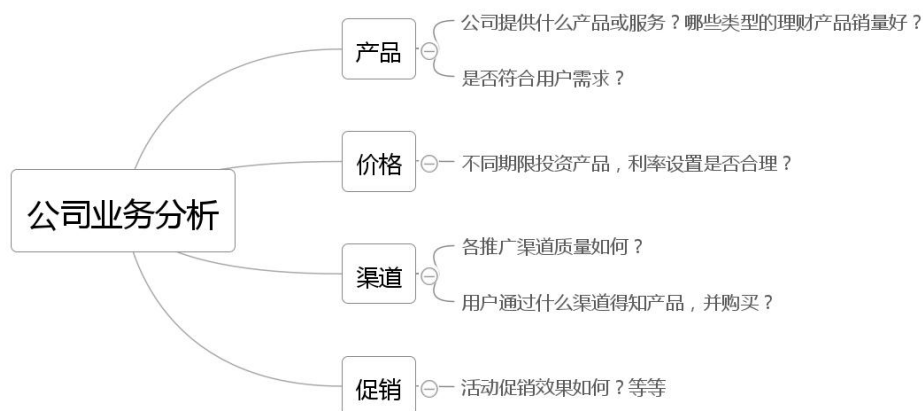 公司业务分析
产品
公司提供什么产品或服务？哪些类型的理财产品销量好？
是否符合用户需求？
价格
不同期限投资产品，利率设置是否合理？
渠道
各推广渠道质量如何？
用户通过什么渠道得知产品，并购买？
促销
活动促销效果如何？等等